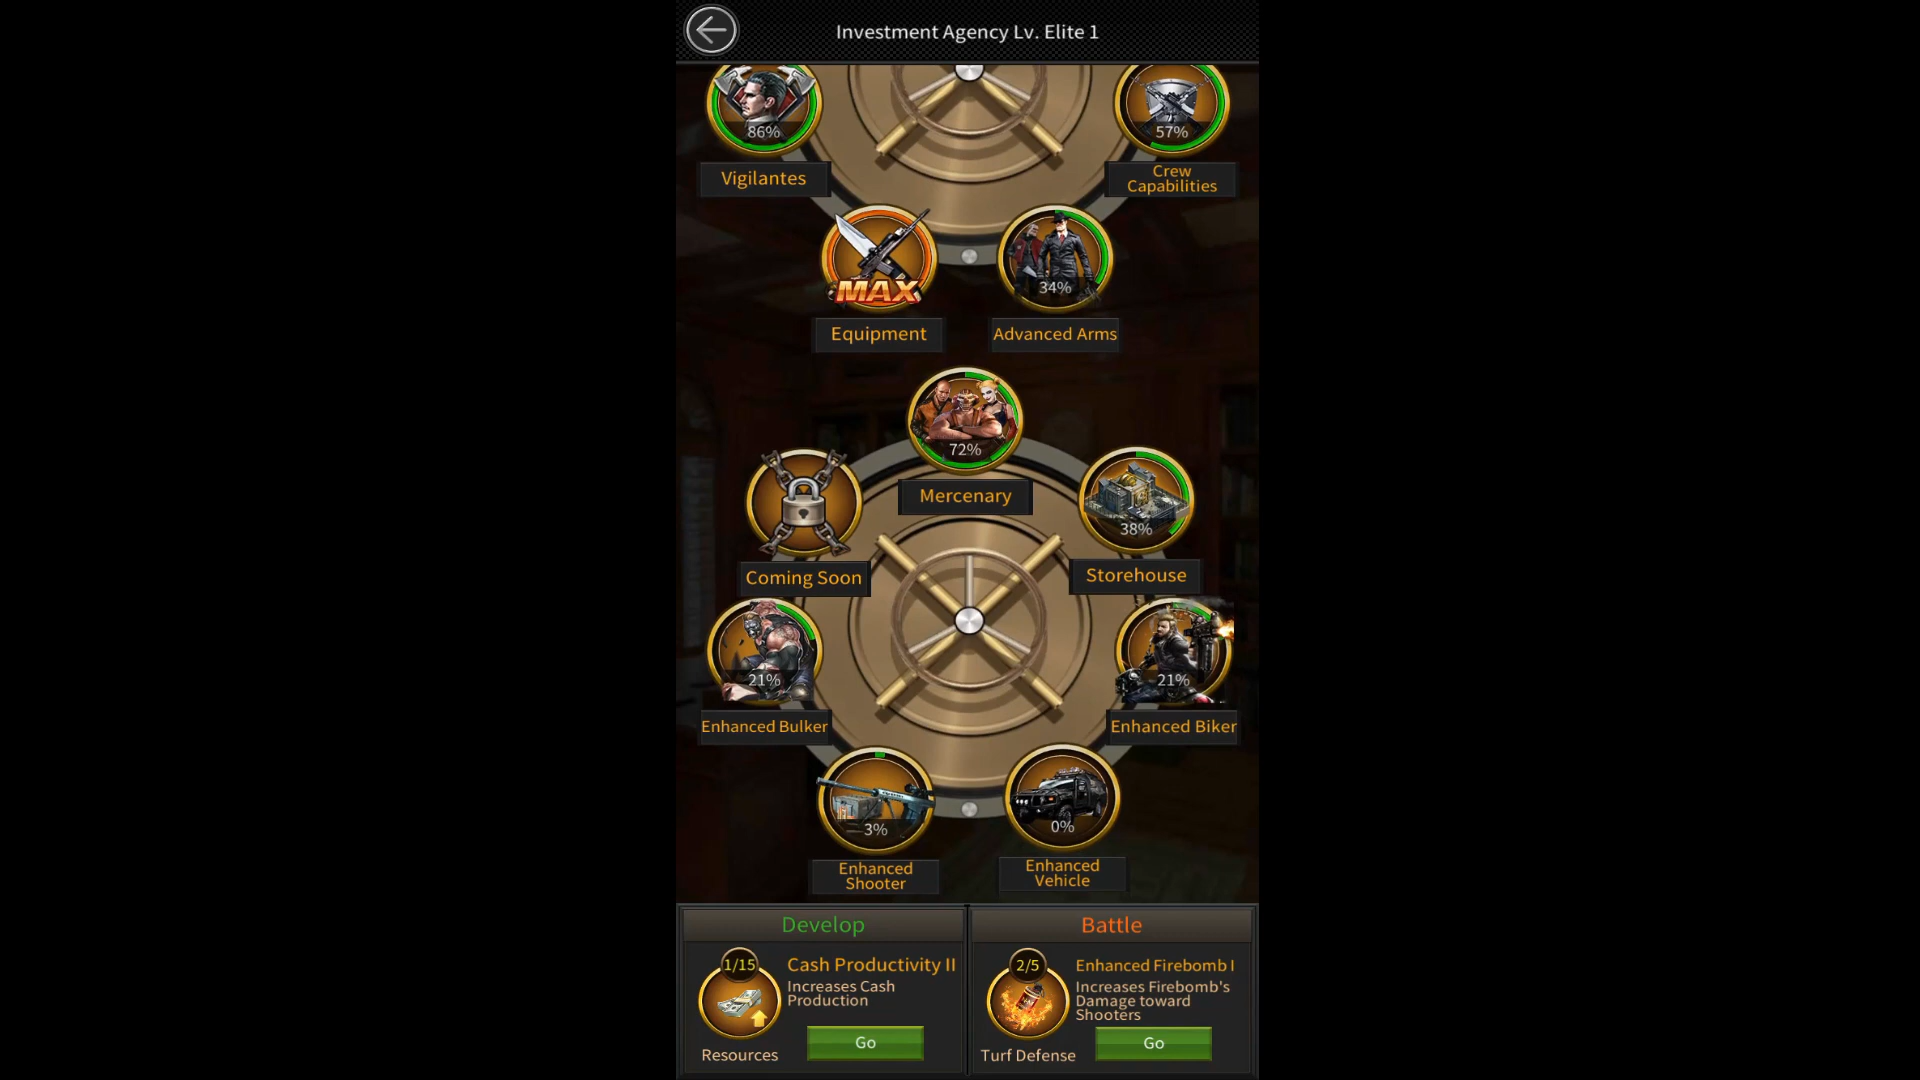 Investment Agency Lv. Elite 1
86%
57%
Vigilantes
Crew
Capabilities
MAX
34%
Equipment
Advanced Arms
72%
Mercenary
38%
Coming Soon
Storehouse
21%
21%
Enhanced Bulker
Enhanced Biker
3%
0%
Enhanced
Shooter
Enhanced
Vehicle
Develop
Battle
1/15
Cash Productivity II
Increases Cash
Production
Go
Resources
2/5
Enhanced Firebomb I
Increases Firebomb's
Damage toward
Shooters
Go
Turf Defense